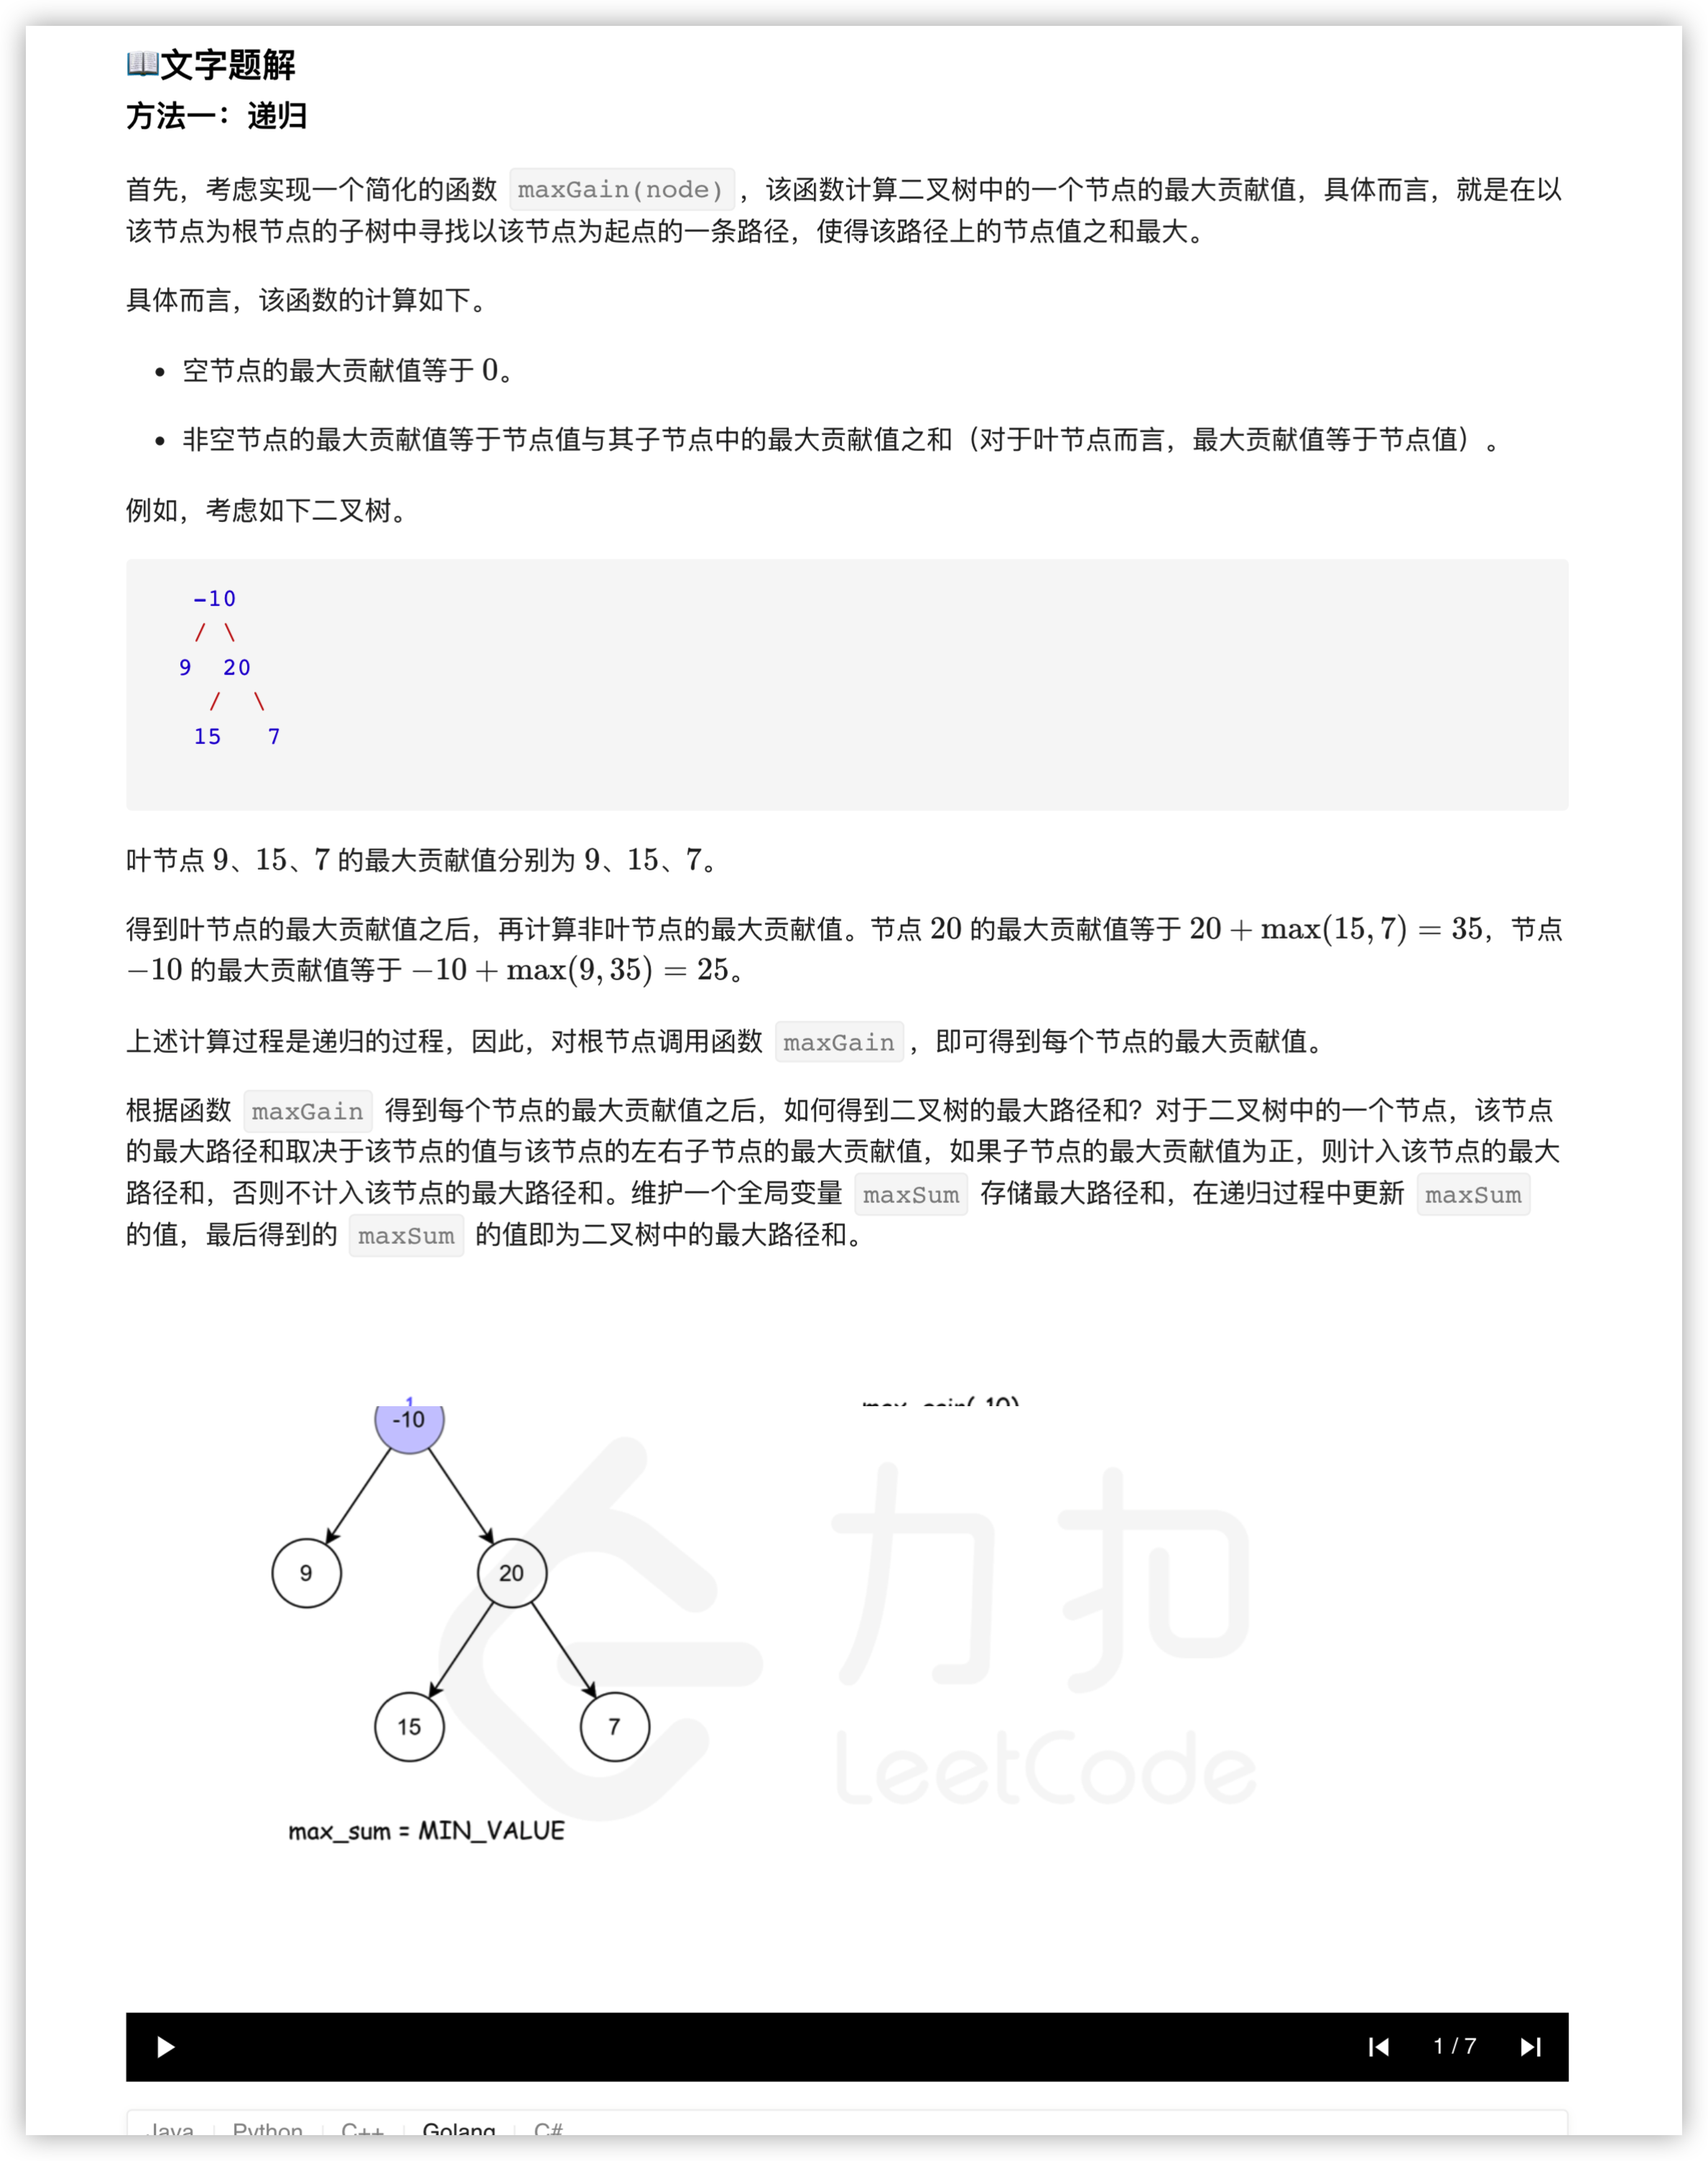 📖文字题解
方法一：递归
首先，考虑实现一个简化的函数 maxGain(node) ，该函数计算二叉树中的一个节点的最大贡献值，具体而言，就是在以
该节点为根节点的子树中寻找以该节点为起点的一条路径，使得该路径上的节点值之和最大。
具体而言，该函数的计算如下。
• 空节点的最大贡献值等于 0。
• 非空节点的最大贡献值等于节点值与其子节点中的最大贡献值之和（对于叶节点而言，最大贡献值等于节点值）。
例如，考虑如下二叉树。
-10
/ \
9 20
/ \
15 7
叶节点 9、15、7 的最大贡献值分别为 9、15、7。
得到叶节点的最大贡献值之后，再计算非叶节点的最大贡献值。节点 20 的最大贡献值等于 20 + max(15, 7) = 35，节点
−10 的最大贡献值等于 −10 + max(9, 35) = 25。
上述计算过程是递归的过程，因此，对根节点调用函数 maxGain ，即可得到每个节点的最大贡献值。
根据函数 maxGain 得到每个节点的最大贡献值之后，如何得到二叉树的最大路径和？对于二叉树中的一个节点，该节点
的最大路径和取决于该节点的值与该节点的左右子节点的最大贡献值，如果子节点的最大贡献值为正，则计入该节点的最大
路径和，否则不计入该节点的最大路径和。维护一个全局变量 maxSum 存储最大路径和，在递归过程中更新 maxSum
的值，最后得到的 maxSum 的值即为二叉树中的最大路径和。
1
max_gain(-10)
-10
9 20
15 7
力扣
LeetCode
max_sum = MIN_VALUE
1 / 7
Java Python C++ Golang C#